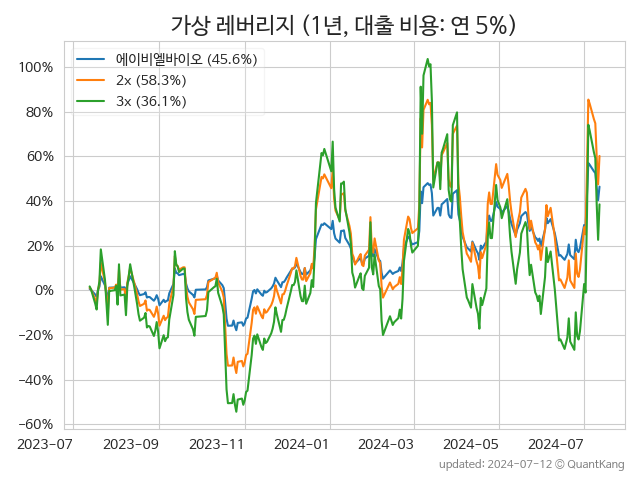 가상 레버리지 (1년, 대출 비용: 연 5%)
에이비엘바이오 (45.6%)
2x (58.3%)
3x (36.1%)
100%
80%
60%
40%
20%
0%
−20%
−40%
−60%
2023-07 2023-09 2023-11 2024-01 2024-03 2024-05 2024-07
updated: 2024-07-12 © QuantKang